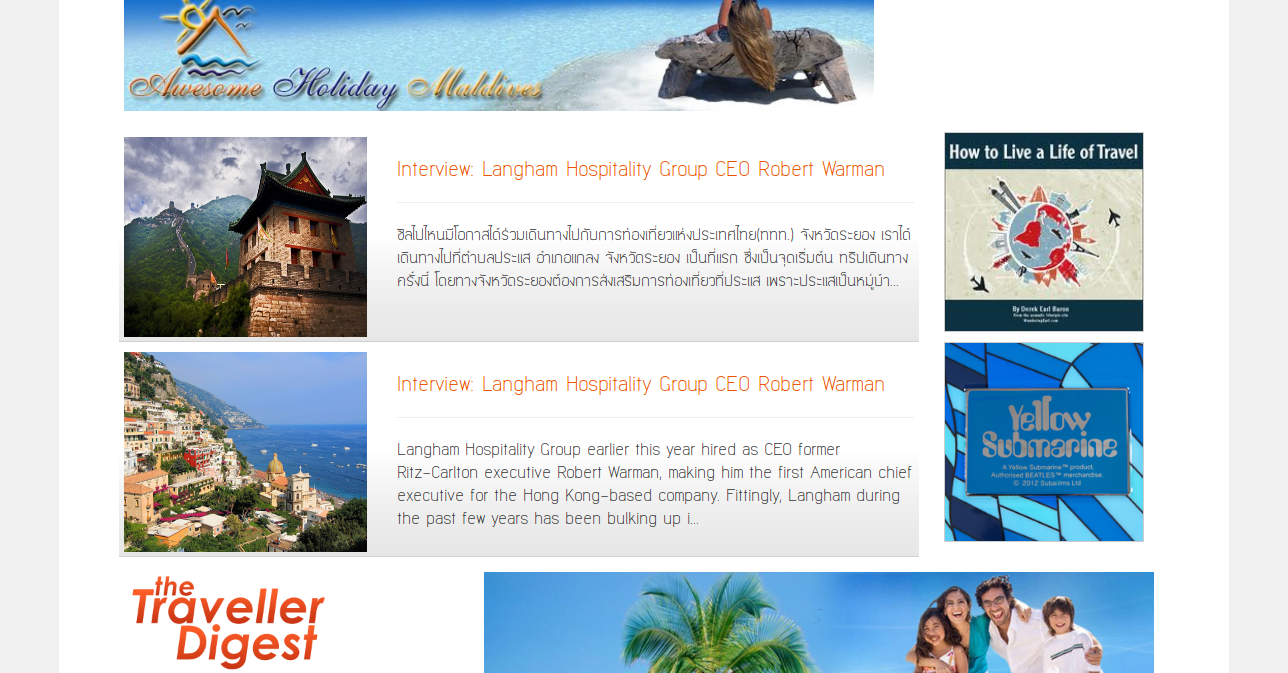 Awesome Holiday Maldives
Interview: Langham Hospitality Group CEO Robert Warman
ชิลไปไหนมีโอกาสได้ร่วมเดินทางไปกับการท่องเที่ยวแห่งประเทศไทย(ททท.) จังหวัดระยอง เราได้
เดินทางไปที่ตำบลประแส อำเภอแกลง จังหวัดระยอง เป็นที่แรก ซึ่งเป็นจุดเริ่มต้น ทริปเดินทาง
ครั้งนี้ โดยทางจังหวัดระยองต้องการส่งเสริมการท่องเที่ยวที่ประแส เพราะประแสเป็นหมู่บ้า...
How to Live a Life of Travel
By Derek Earl Baron
From the nomadic lifestyle site
WanderingEarl.com
Interview: Langham Hospitality Group CEO Robert Warman
Langham Hospitality Group earlier this year hired as CEO former
Ritz-Carlton executive Robert Warman, making him the first American chief
executive for the Hong Kong-based company. Fittingly, Langham during
the past few years has been bulking up i...
Yellow
Submarine
A Yellow Submarine™ product.
Authorised BEATLES™ merchandise.
© 2012 Subafilms Ltd
the
Traveller
Digest